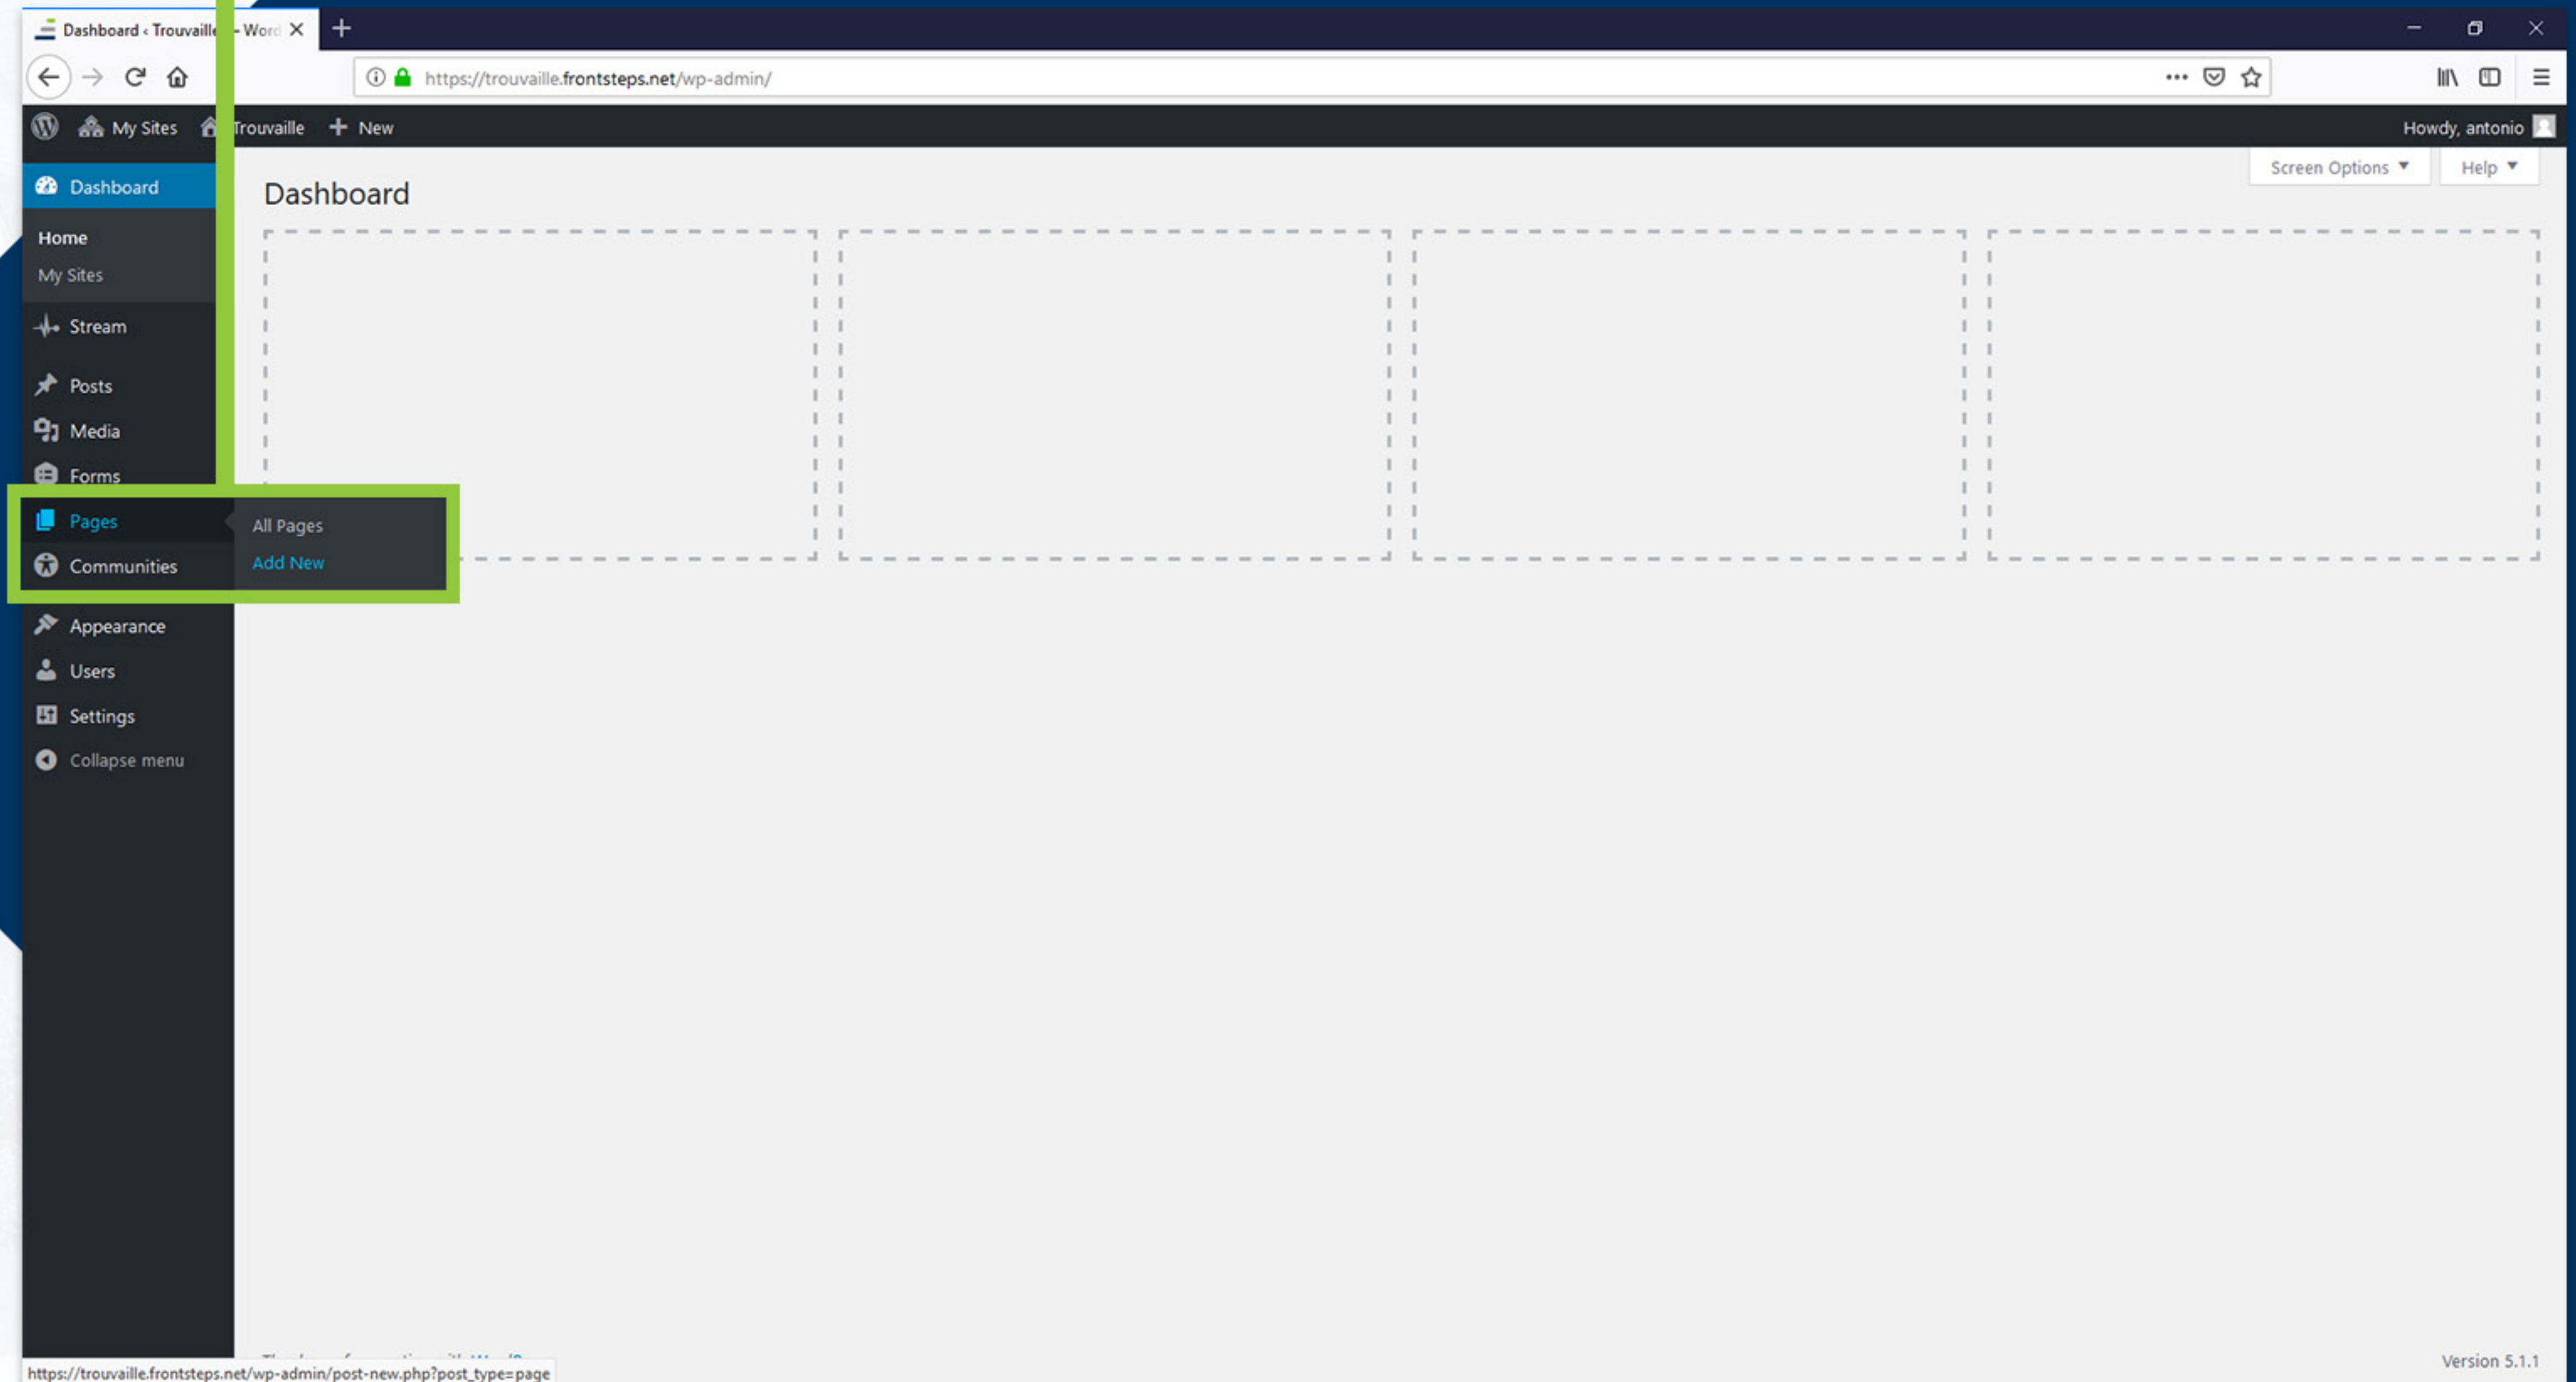 Dashboard ‹ Trouvaille – Word
https://trouvaille.frontsteps.net/wp-admin/
My Sites Trouvaille + New
Howdy, antonio
Screen Options ▼ Help ▼
Dashboard
Dashboard
Home
My Sites
Stream
Posts
Media
Forms
Pages
All Pages
Add New
Communities
Appearance
Users
Settings
Collapse menu
Version 5.1.1
https://trouvaille.frontsteps.net/wp-admin/post-new.php?post_type=page